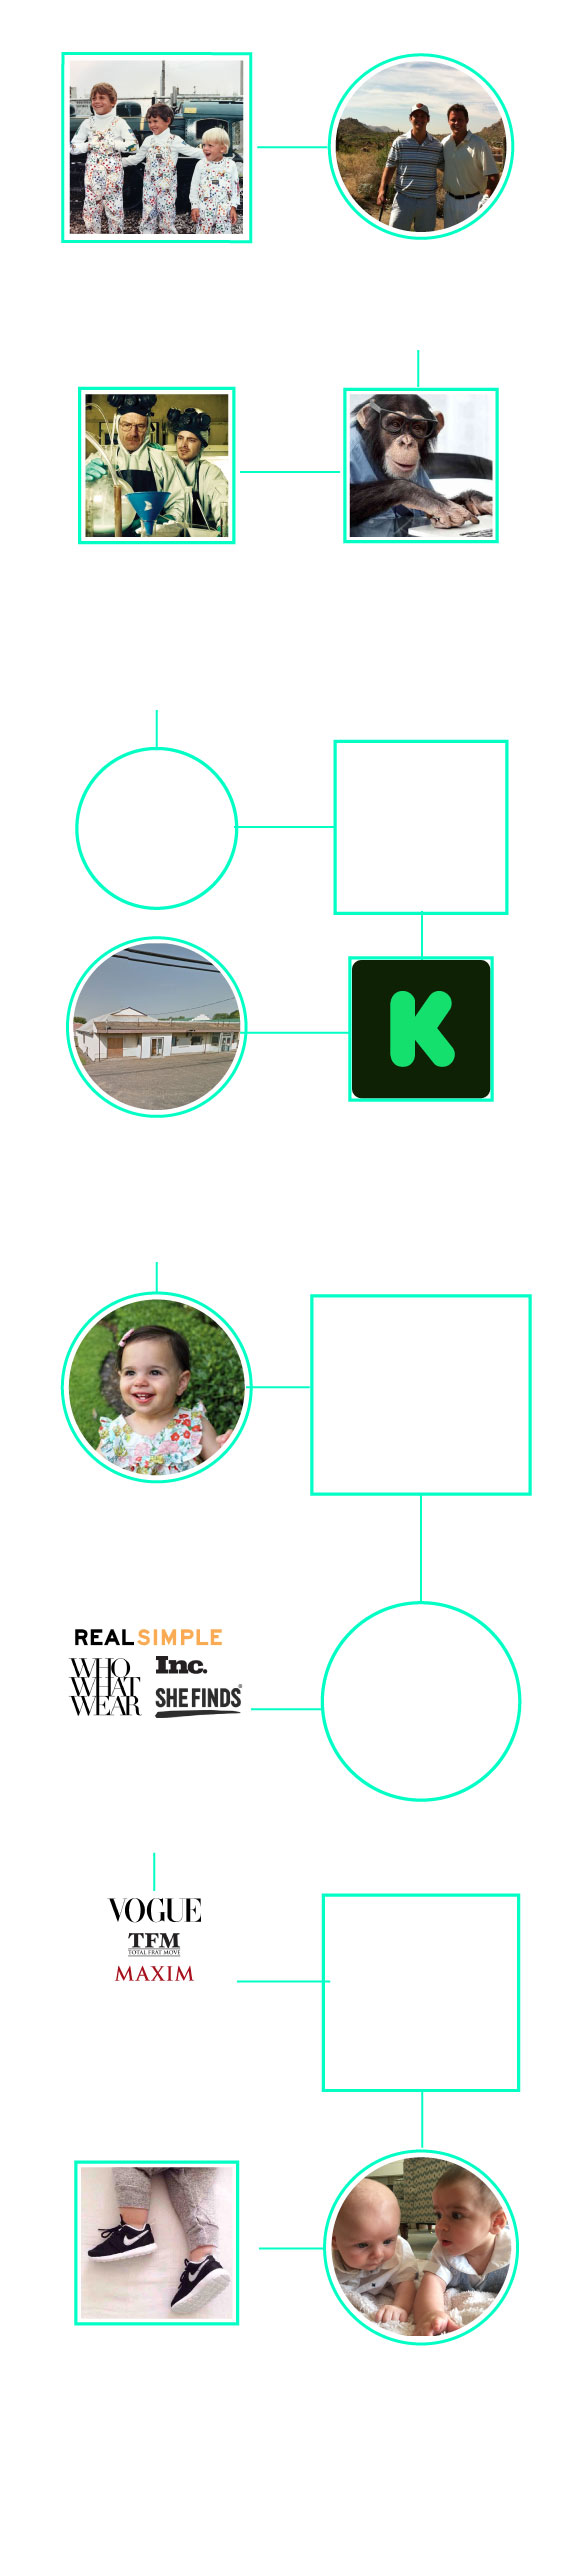 K
REAL SIMPLE
WHO
WHAT
WEAR
Inc.
SHE FINDS
VOGUE
TFM
TOTAL FRAT MOVE
MAXIM